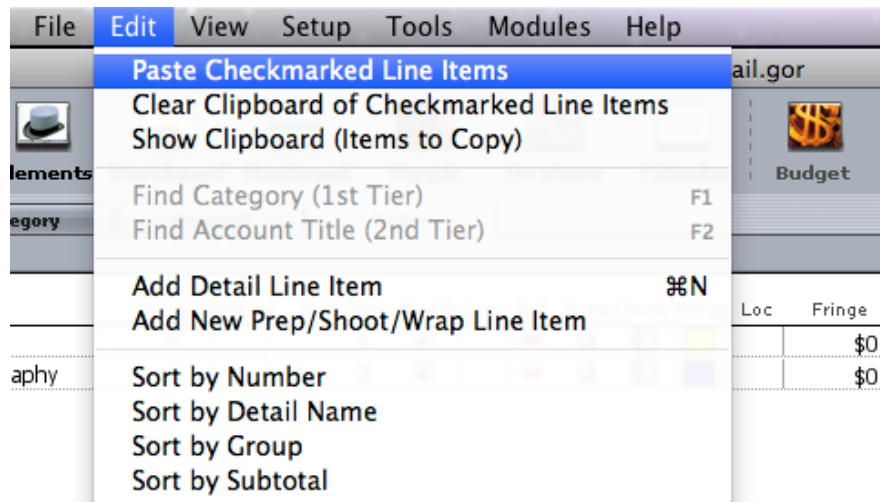 File Edit View Setup Tools Modules Help
Paste Checkmarked Line Items
ail.gor
Clear Clipboard of Checkmarked Line Items
Show Clipboard (Items to Copy)
lements
Budget
Find Category (1st Tier) F1
egory
Find Account Title (2nd Tier) F2
Add Detail Line Item ⌘N
Loc Fringe
Add New Prep/Shoot/Wrap Line Item
$0
aphy
$0
Sort by Number
Sort by Detail Name
Sort by Group
Sort by Subtotal